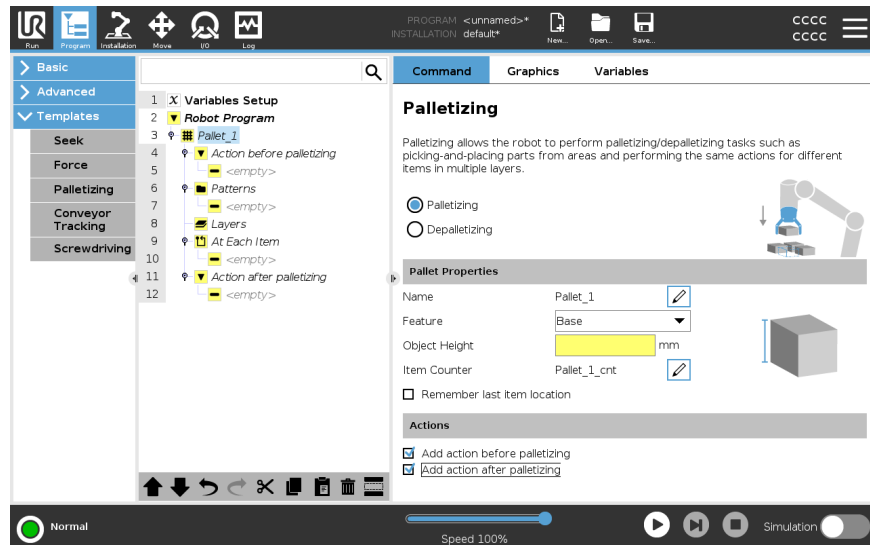 UR
PROGRAM <unnamed>*
INSTALLATION default*
CCCC
CCCC
Run
Program
Installation
Move
I/O
Log
New...
Open...
Save...
Basic
Advanced
Templates
Seek
Force
Palletizing
Conveyor
Tracking
Screwdriving
1 X Variables Setup
2 Robot Program
3 Pallet_1
4 Action before palletizing
5 <empty>
6 Patterns
7 <empty>
8 Layers
9 At Each Item
10 <empty>
11 Action after palletizing
12 <empty>
Command Graphics Variables
Palletizing
Palletizing allows the robot to perform palletizing/depalletizing tasks such as
picking-and-placing parts from areas and performing the same actions for different
items in multiple layers.
Palletizing
Depalletizing
Pallet Properties
Name Pallet_1
Feature Base
Object Height mm
Item Counter Pallet_1_cnt
Remember last item location
Actions
Add action before palletizing
Add action after palletizing
Normal
Speed 100%
Simulation